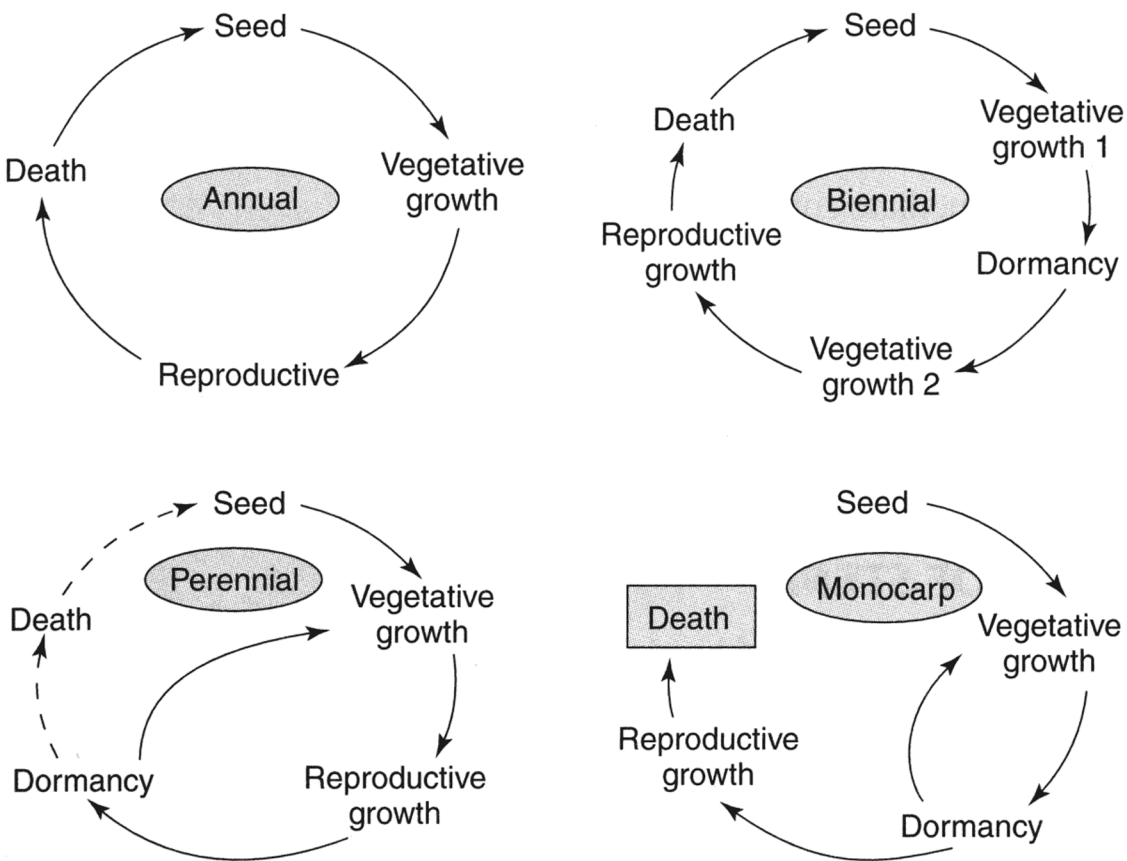 Seed
Vegetative
growth
Reproductive
Death
Annual
Seed
Vegetative
growth 1
Dormancy
Vegetative
growth 2
Reproductive
growth
Death
Biennial
Seed
Vegetative
growth
Reproductive
growth
Dormancy
Death
Perennial
Seed
Vegetative
growth
Dormancy
Reproductive
growth
Death
Monocarp